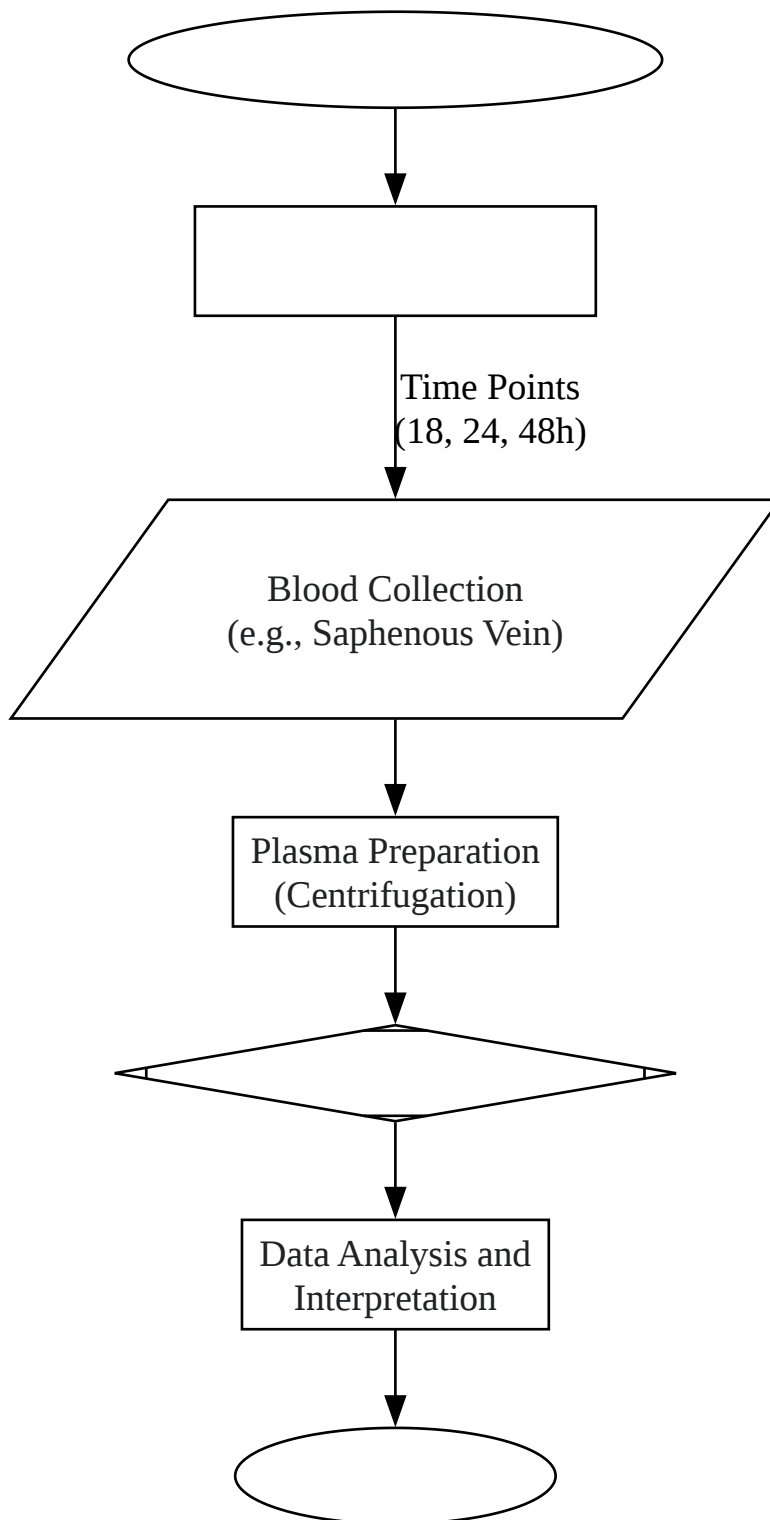 Time Points
(18, 24, 48h)
Blood Collection
(e.g., Saphenous Vein)
Plasma Preparation
(Centrifugation)
Data Analysis and
Interpretation